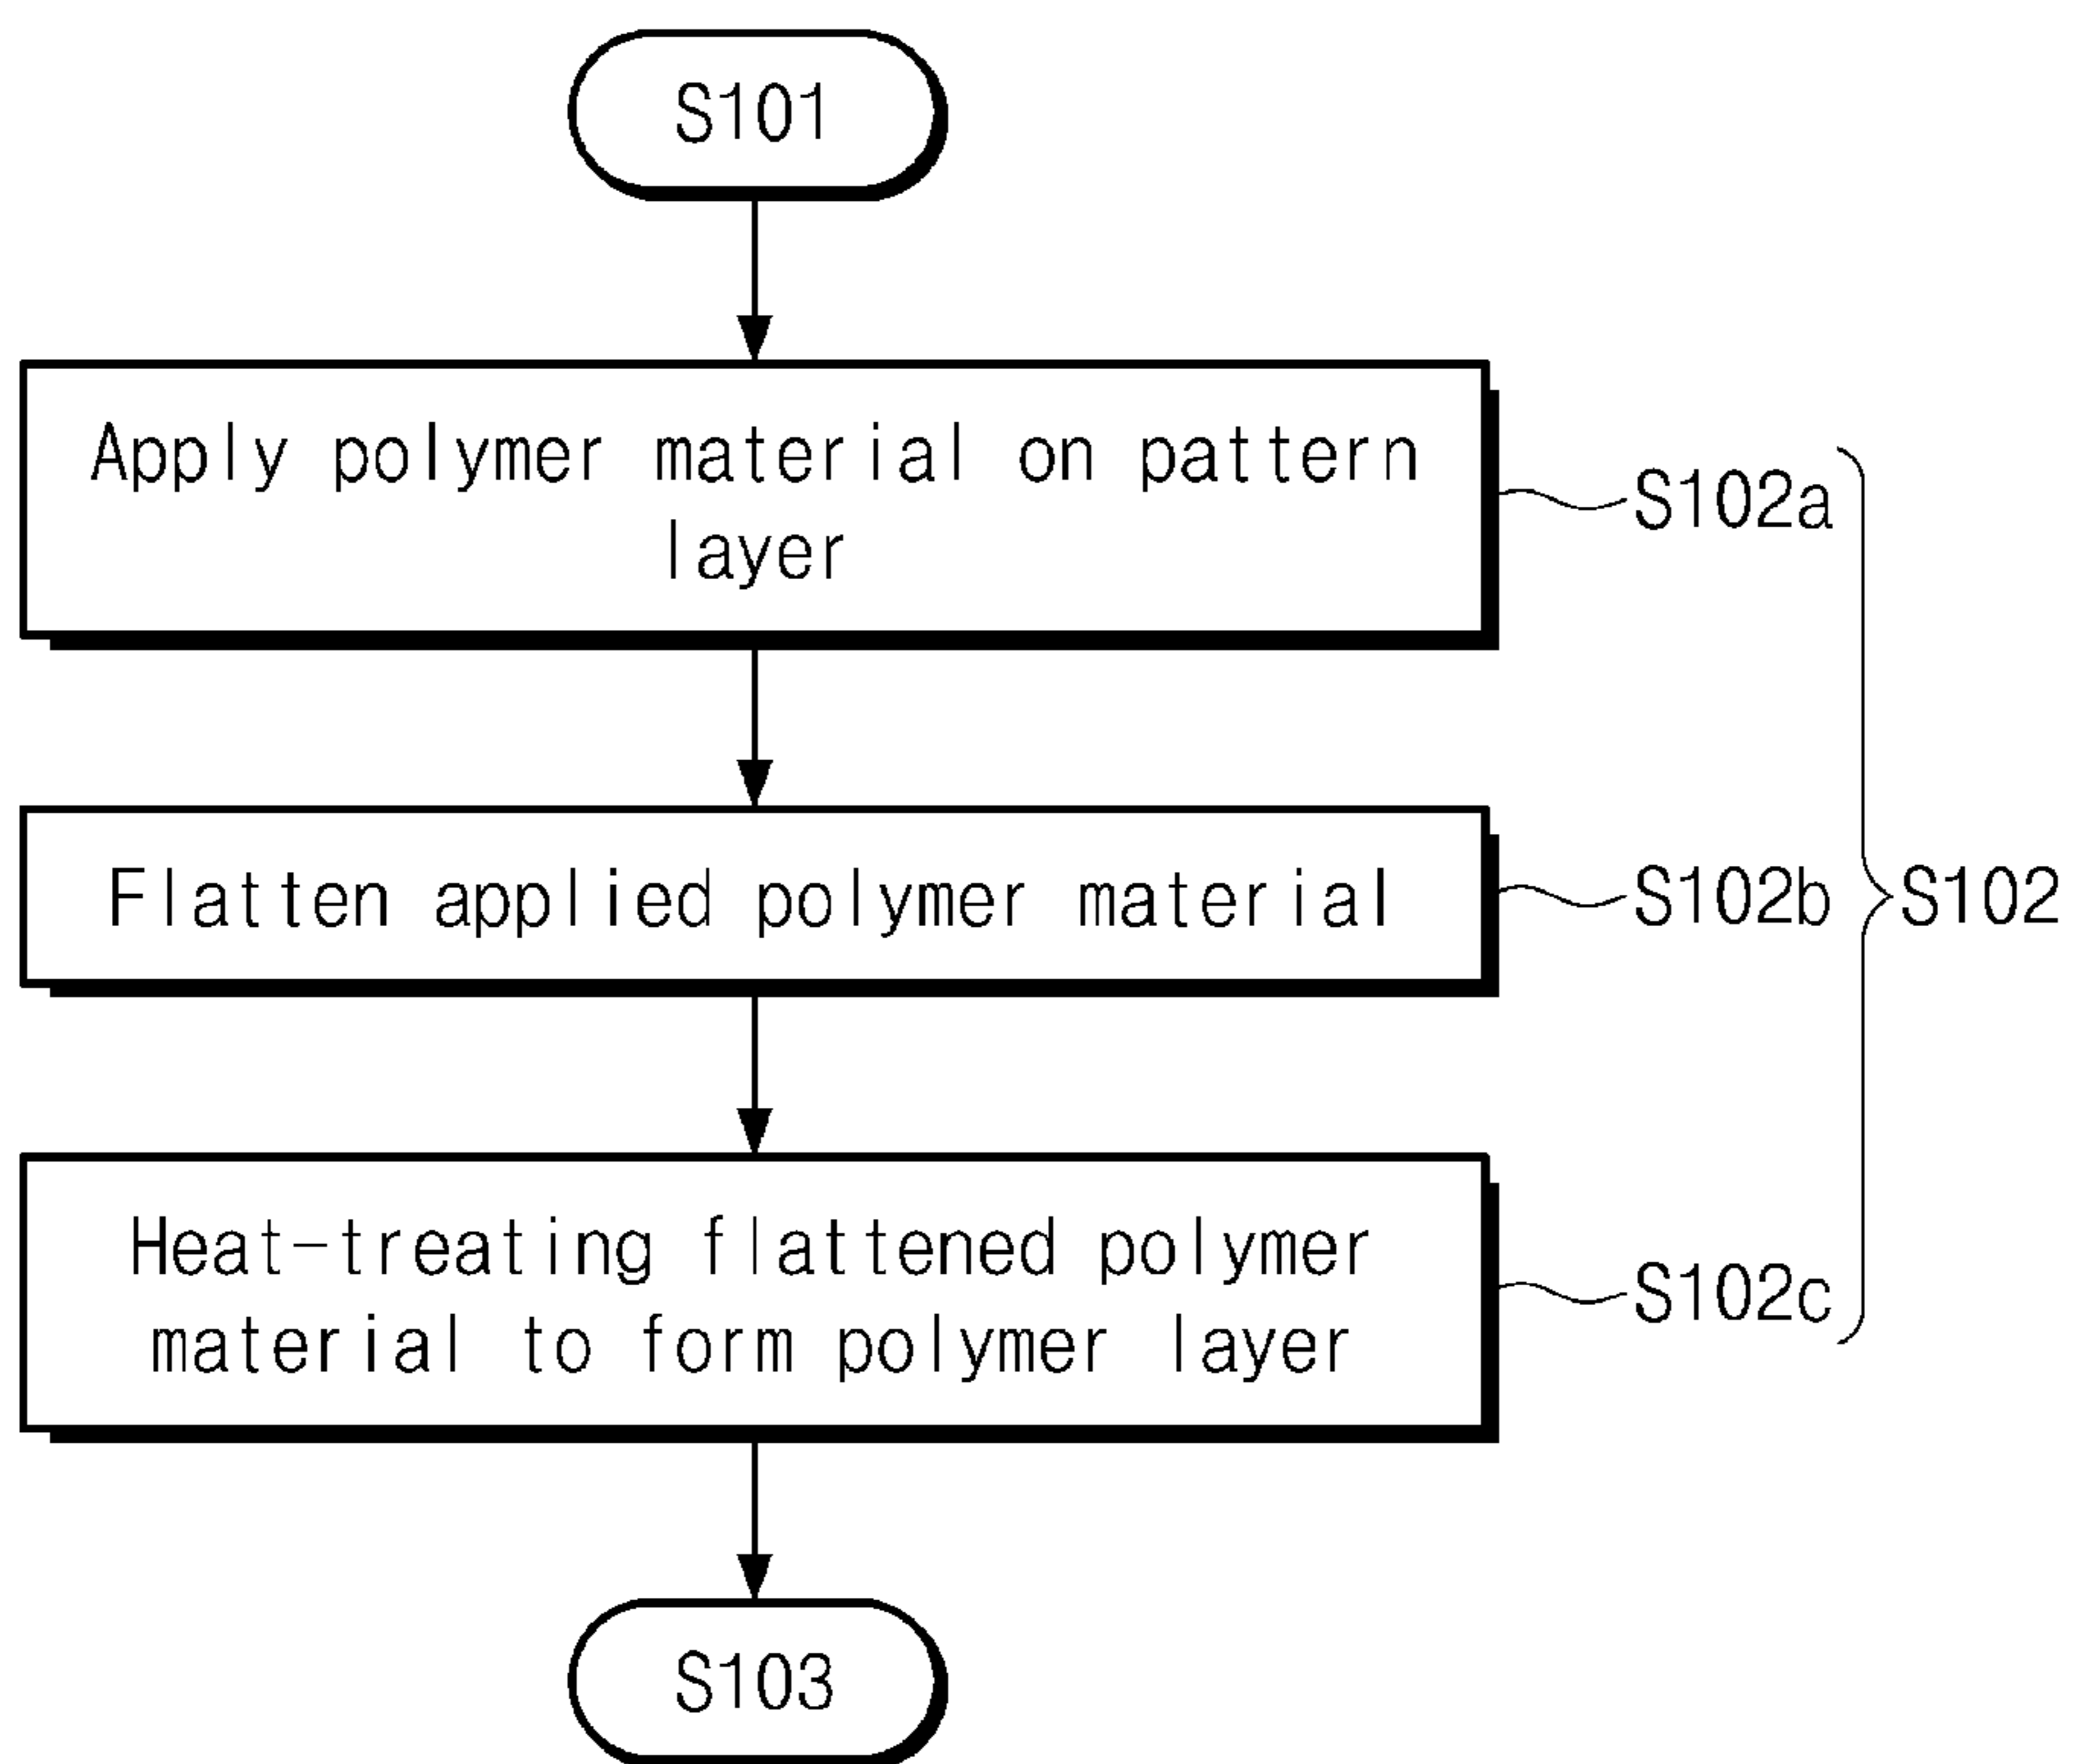 S101
Apply polymer material on pattern
layer
S102a
Flatten applied polymer material
S102b
S102
Heat-treating flattened polymer
material to form polymer layer
S102c
S103